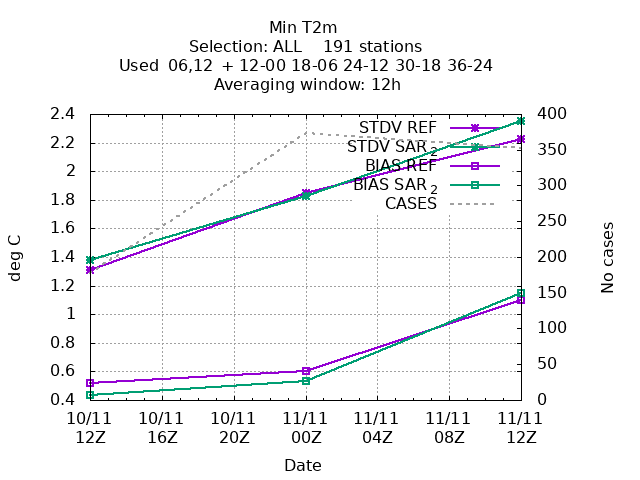 Min T2m
Selection: ALL    191 stations
Used  06,12  + 12-00 18-06 24-12 30-18 36-24
Averaging window: 12h
2.4
2.2
2
1.8
1.6
1.4
1.2
1
0.8
0.6
0.4
deg C
STDV REF
STDV SAR 2
BIAS REF
BIAS SAR 2
CASES
400
350
300
250
200
150
100
50
0
No cases
10/11 10/11 10/11 11/11 11/11 11/11 11/11
12Z 16Z 20Z 00Z 04Z 08Z 12Z
Date